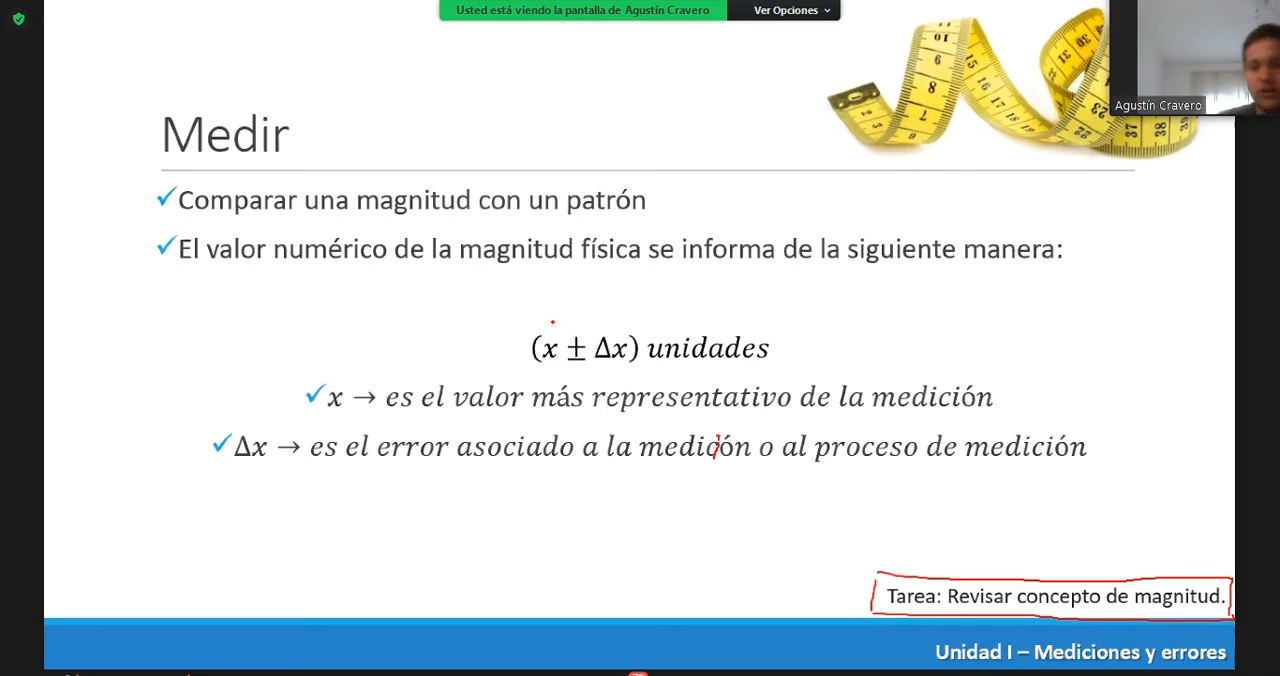 Usted está viendo la pantalla de Agustín Cravero
Ver Opciones
Agustín Cravero
Medir
Comparar una magnitud con un patrón
El valor numérico de la magnitud física se informa de la siguiente manera:
(x ± Δx) unidades
x → es el valor más representativo de la medición
Δx → es el error asociado a la medición o al proceso de medición
Tarea: Revisar concepto de magnitud.
Unidad I – Mediciones y errores